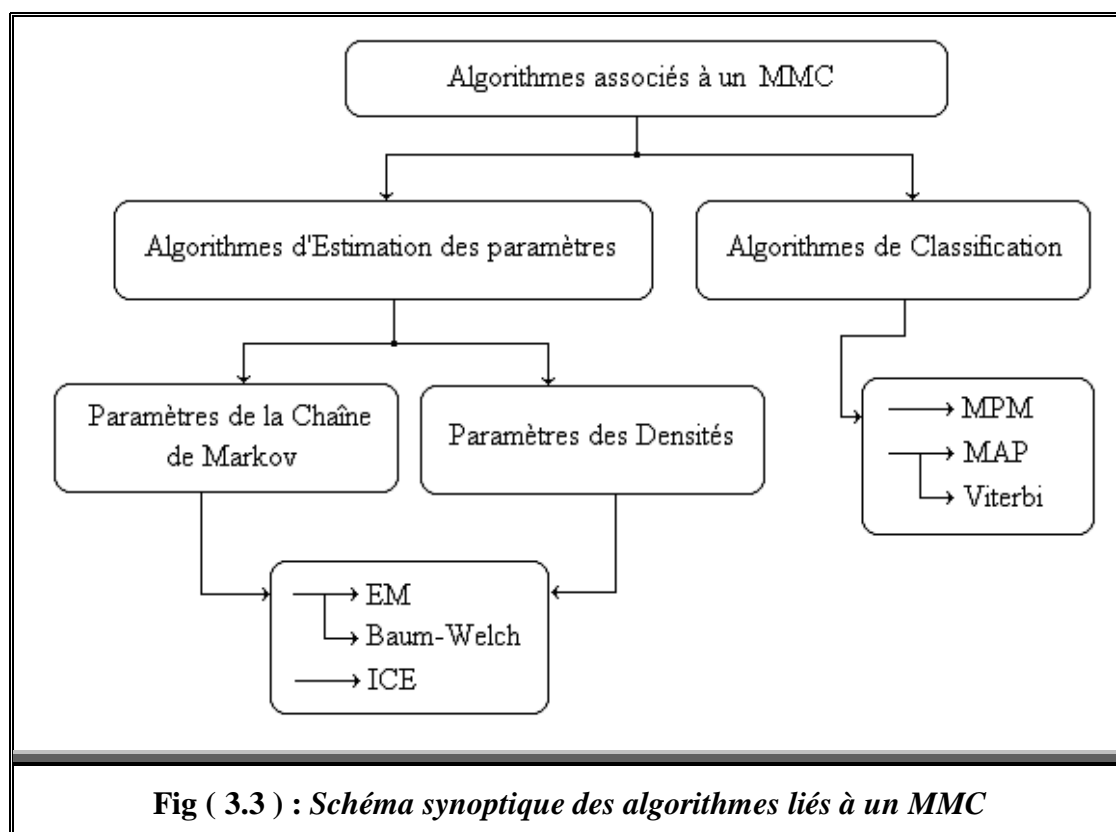 Algorithmes associés à un MMC
Algorithmes d'Estimation des paramètres
Algorithmes de Classification
Paramètres de la Chaîne
de Markov
Paramètres des Densités
MPM
MAP
Viterbi
EM
Baum-Welch
ICE
Fig ( 3.3 ) : Schéma synoptique des algorithmes liés à un MMC